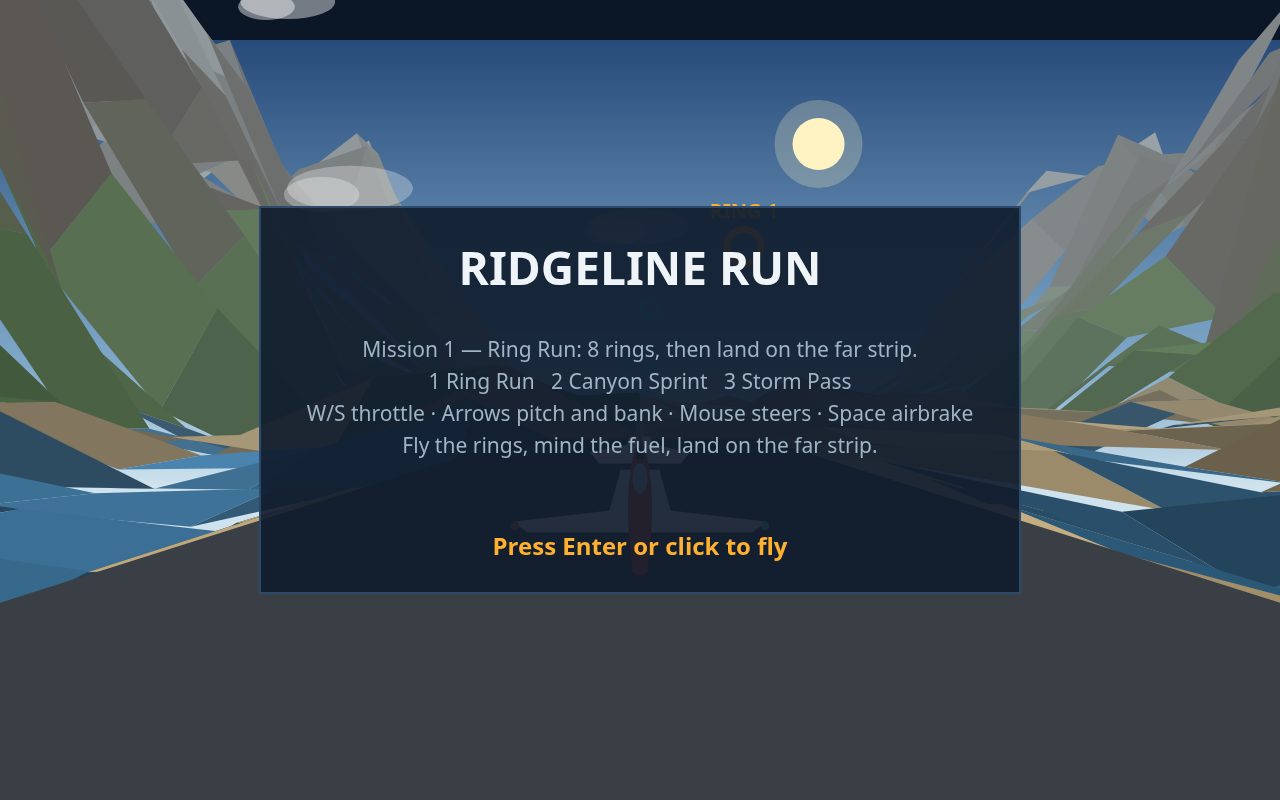 RING 1
RIDGELINE RUN
Mission 1 — Ring Run: 8 rings, then land on the far strip.
1 Ring Run   2 Canyon Sprint   3 Storm Pass
W/S throttle · Arrows pitch and bank · Mouse steers · Space airbrake
Fly the rings, mind the fuel, land on the far strip.
Press Enter or click to fly